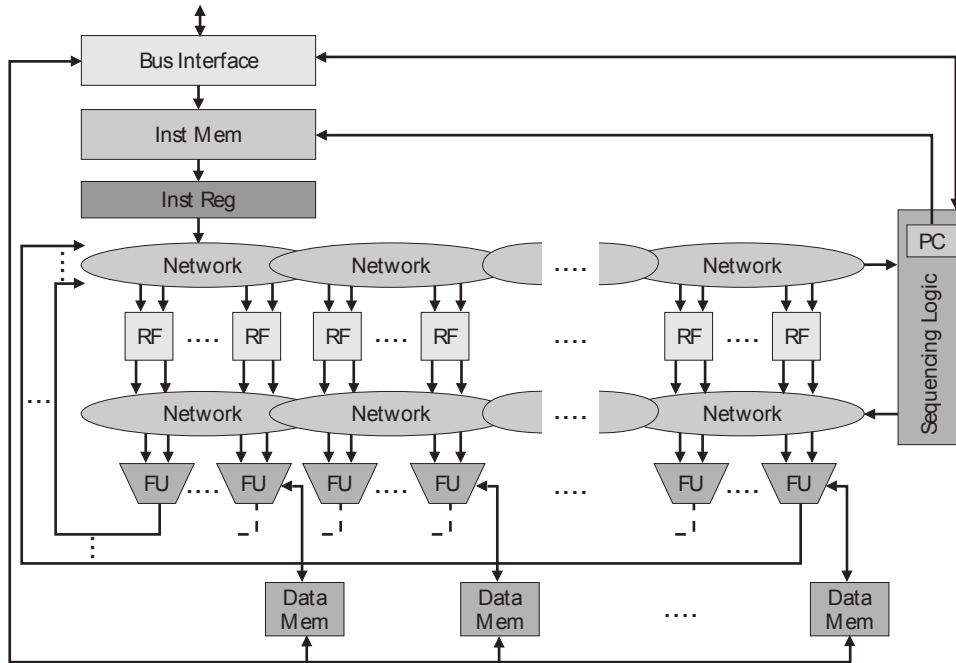 Bus Interface
Inst Mem
Inst Reg
PC
Sequencing Logic
Network Network .... Network
RF .... RF RF .... RF .... RF .... RF
....
Network Network .... Network
FU .... FU FU .... FU .... FU .... FU
Data Mem
Data Mem
....
Data Mem